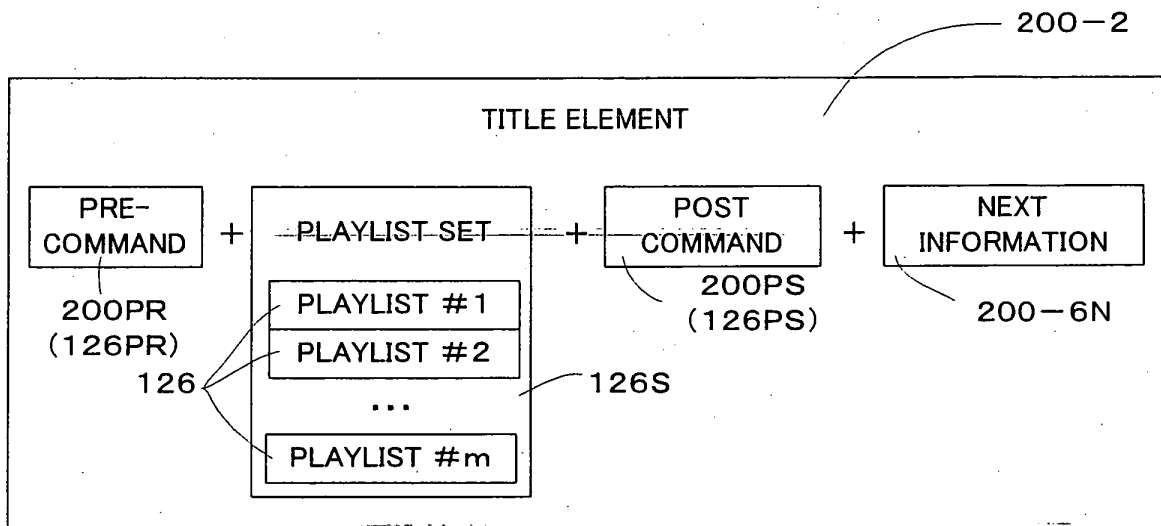 200-2
TITLE ELEMENT
PRE-
COMMAND
+
PLAYLIST SET
+
POST
COMMAND
+
NEXT
INFORMATION
200PR
(126PR)
PLAYLIST #1
PLAYLIST #2
...
PLAYLIST #m
126
126S
200PS
(126PS)
200-6N